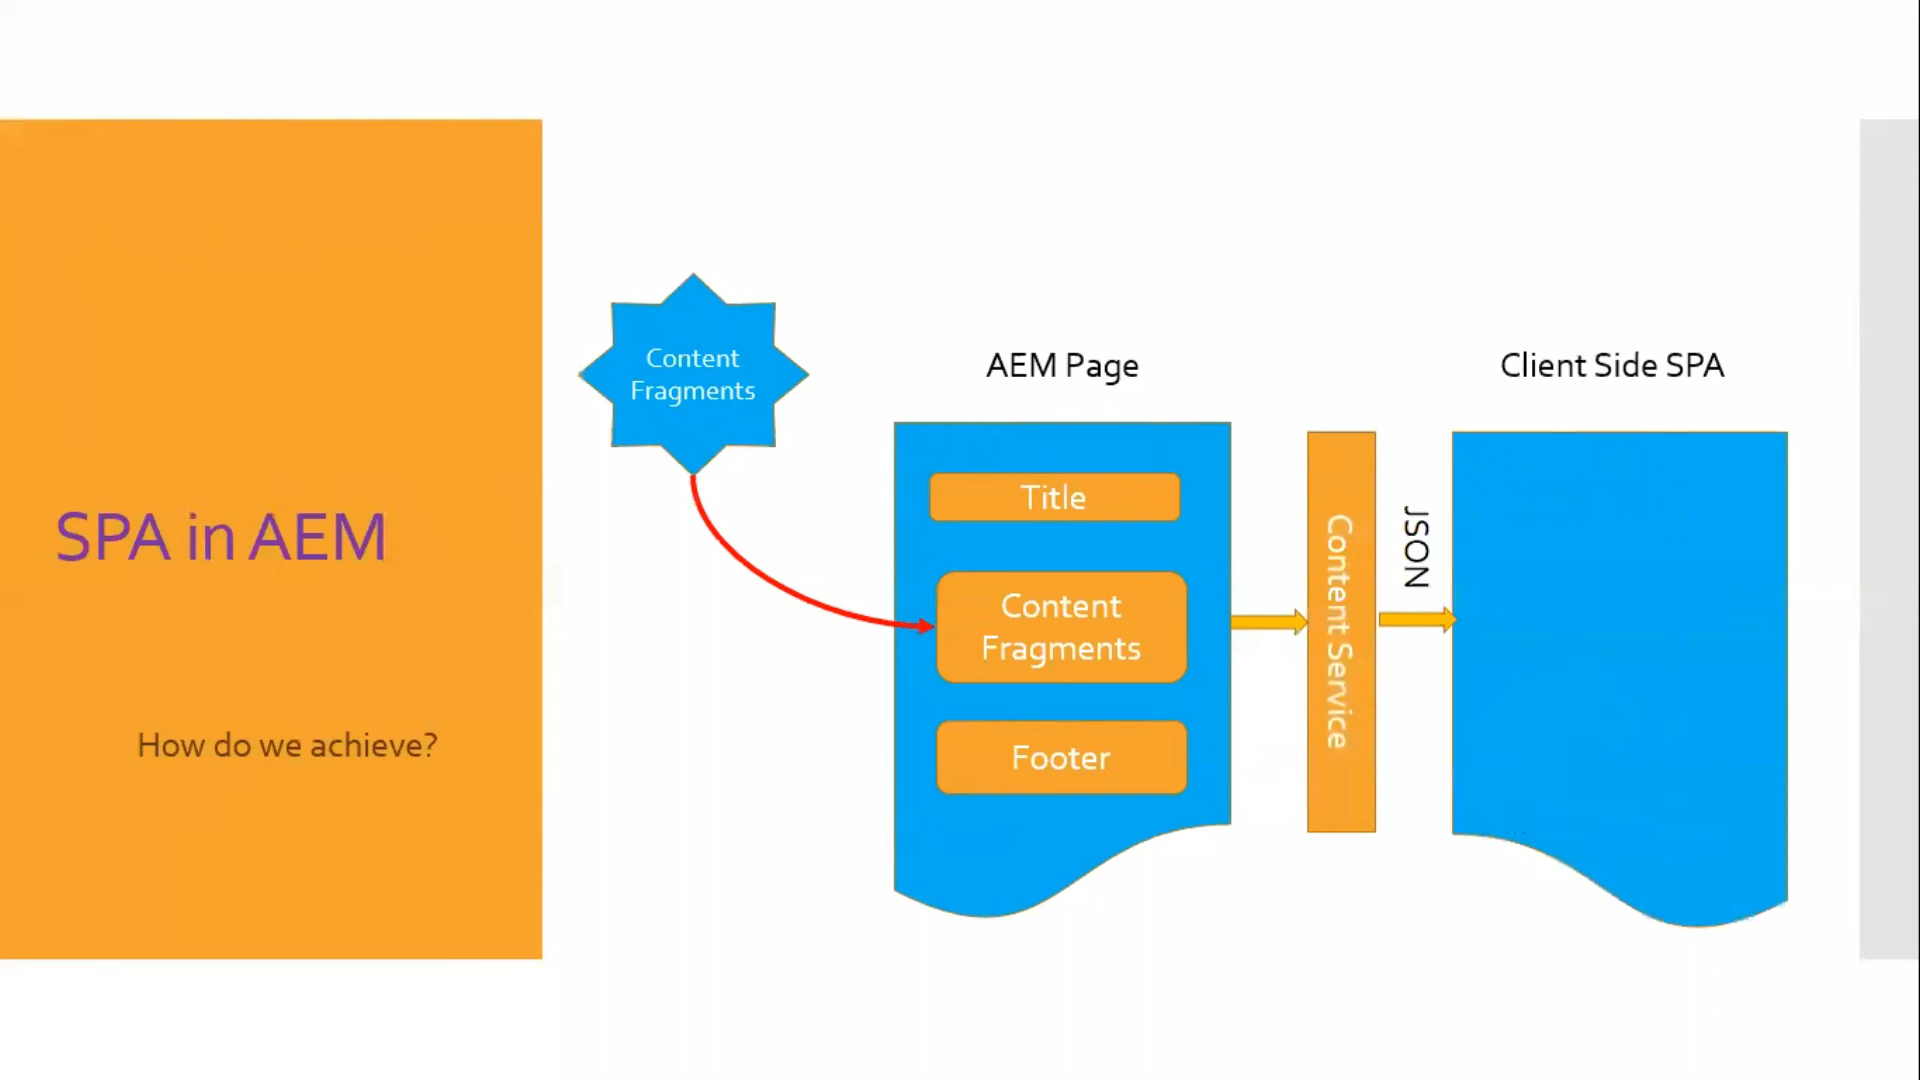 SPA in AEM
How do we achieve?
Content
Fragments
AEM Page
Title
Content
Fragments
Footer
Content Service
JSON
Client Side SPA